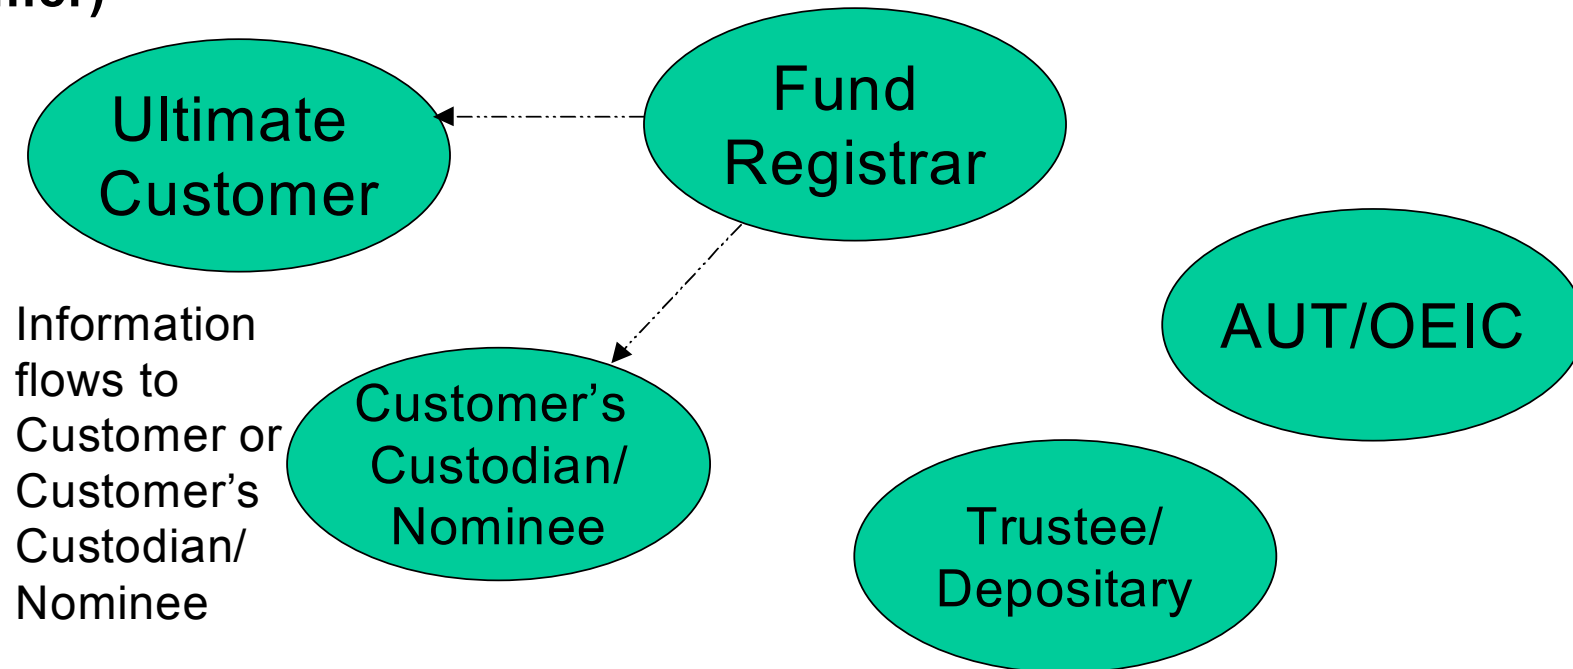 Ultimate
Customer
Fund
Registrar
AUT/OEIC
Information
flows to
Customer or
Customer’s
Custodian/
Nominee
Customer’s
Custodian/
Nominee
Trustee/
Depositary